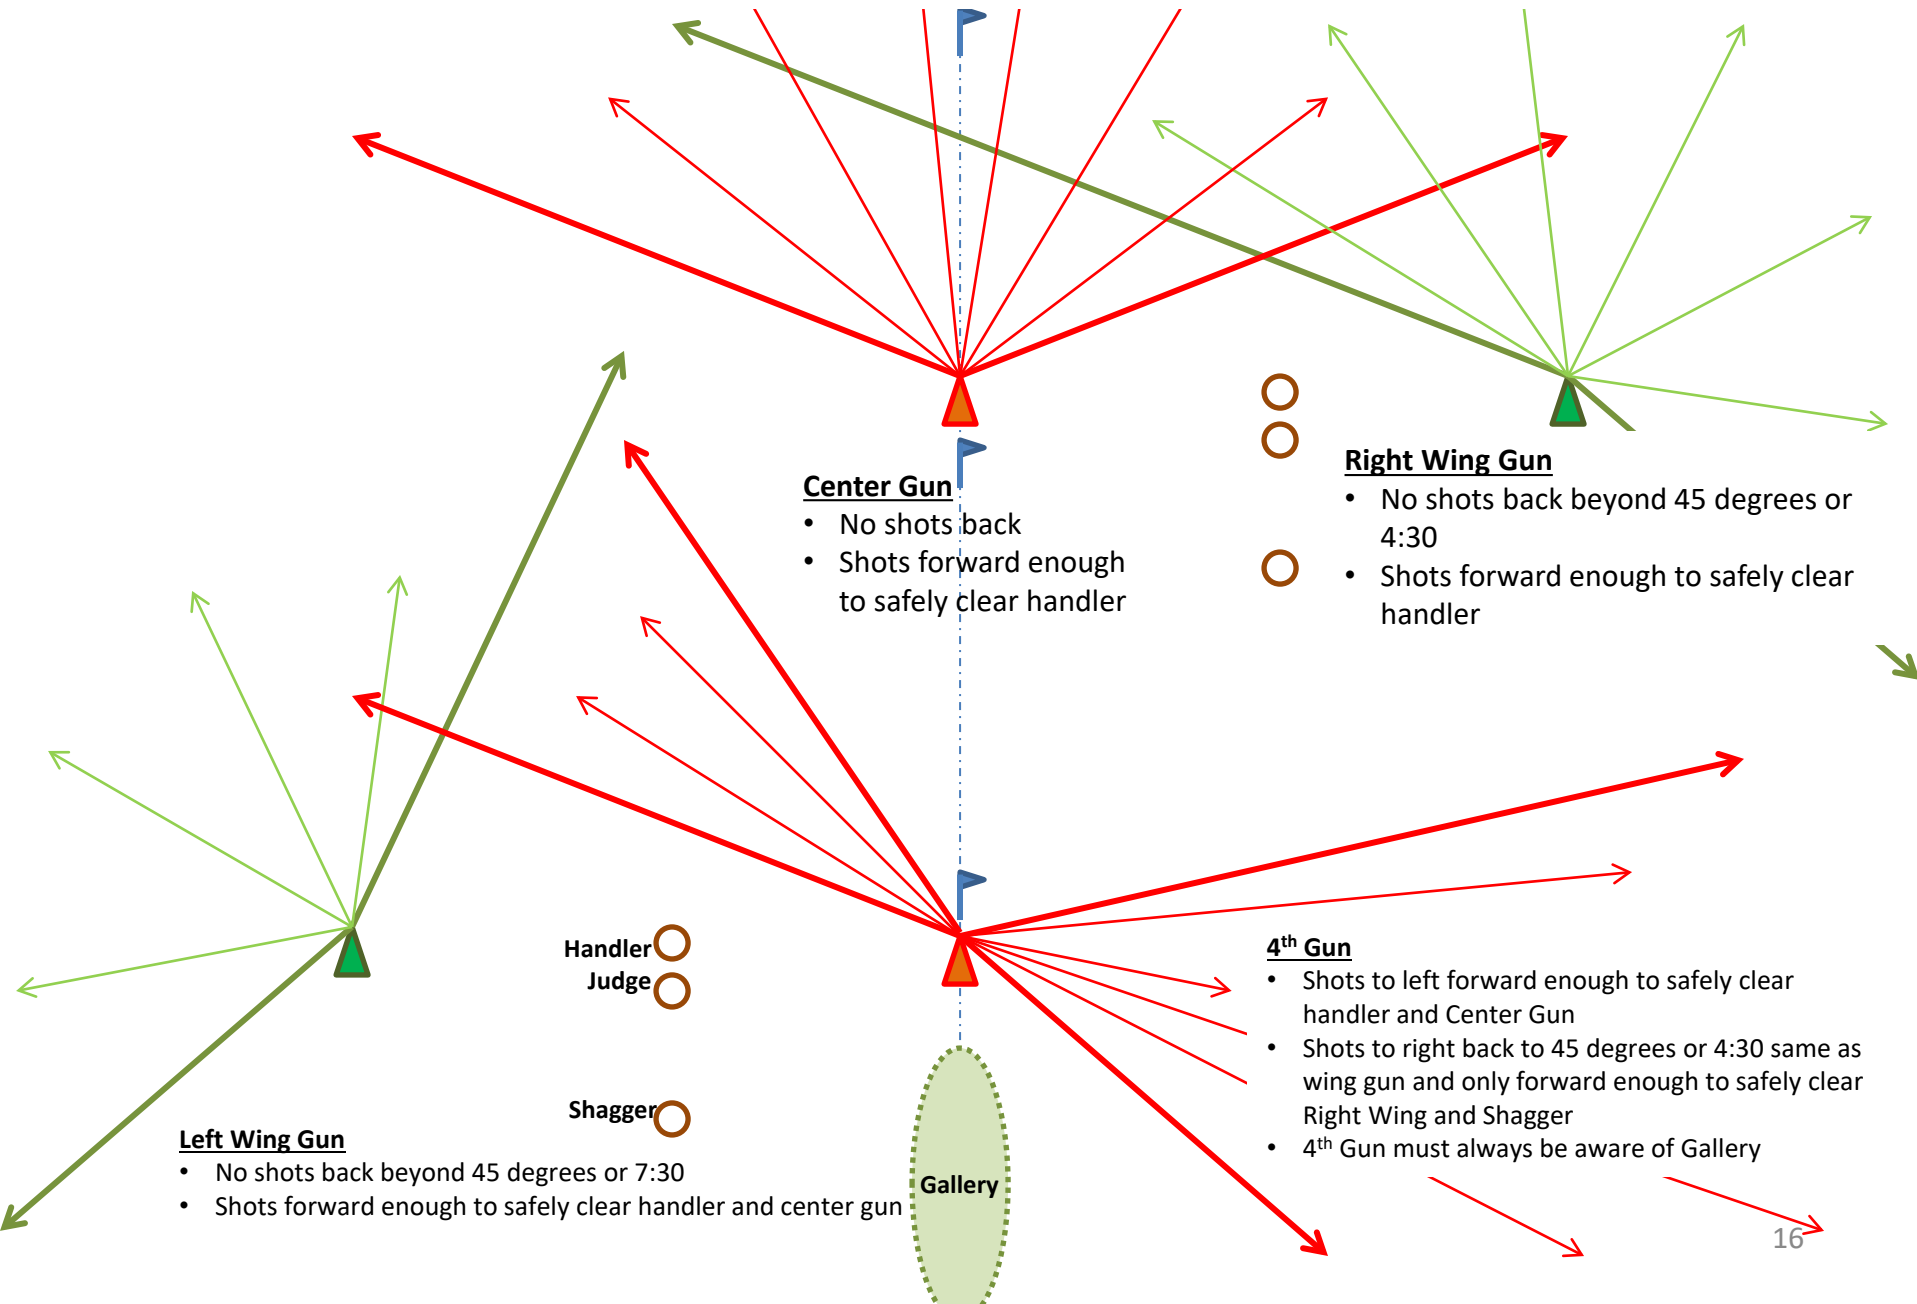 Center Gun
• No shots back
• Shots forward enough
to safely clear handler
Right Wing Gun
• No shots back beyond 45 degrees or
4:30
• Shots forward enough to safely clear
handler
Handler
Judge
Shagger
Left Wing Gun
• No shots back beyond 45 degrees or 7:30
• Shots forward enough to safely clear handler and center gun
Gallery
4th Gun
• Shots to left forward enough to safely clear
handler and Center Gun
• Shots to right back to 45 degrees or 4:30 same as
wing gun and only forward enough to safely clear
Right Wing and Shagger
• 4th Gun must always be aware of Gallery
16